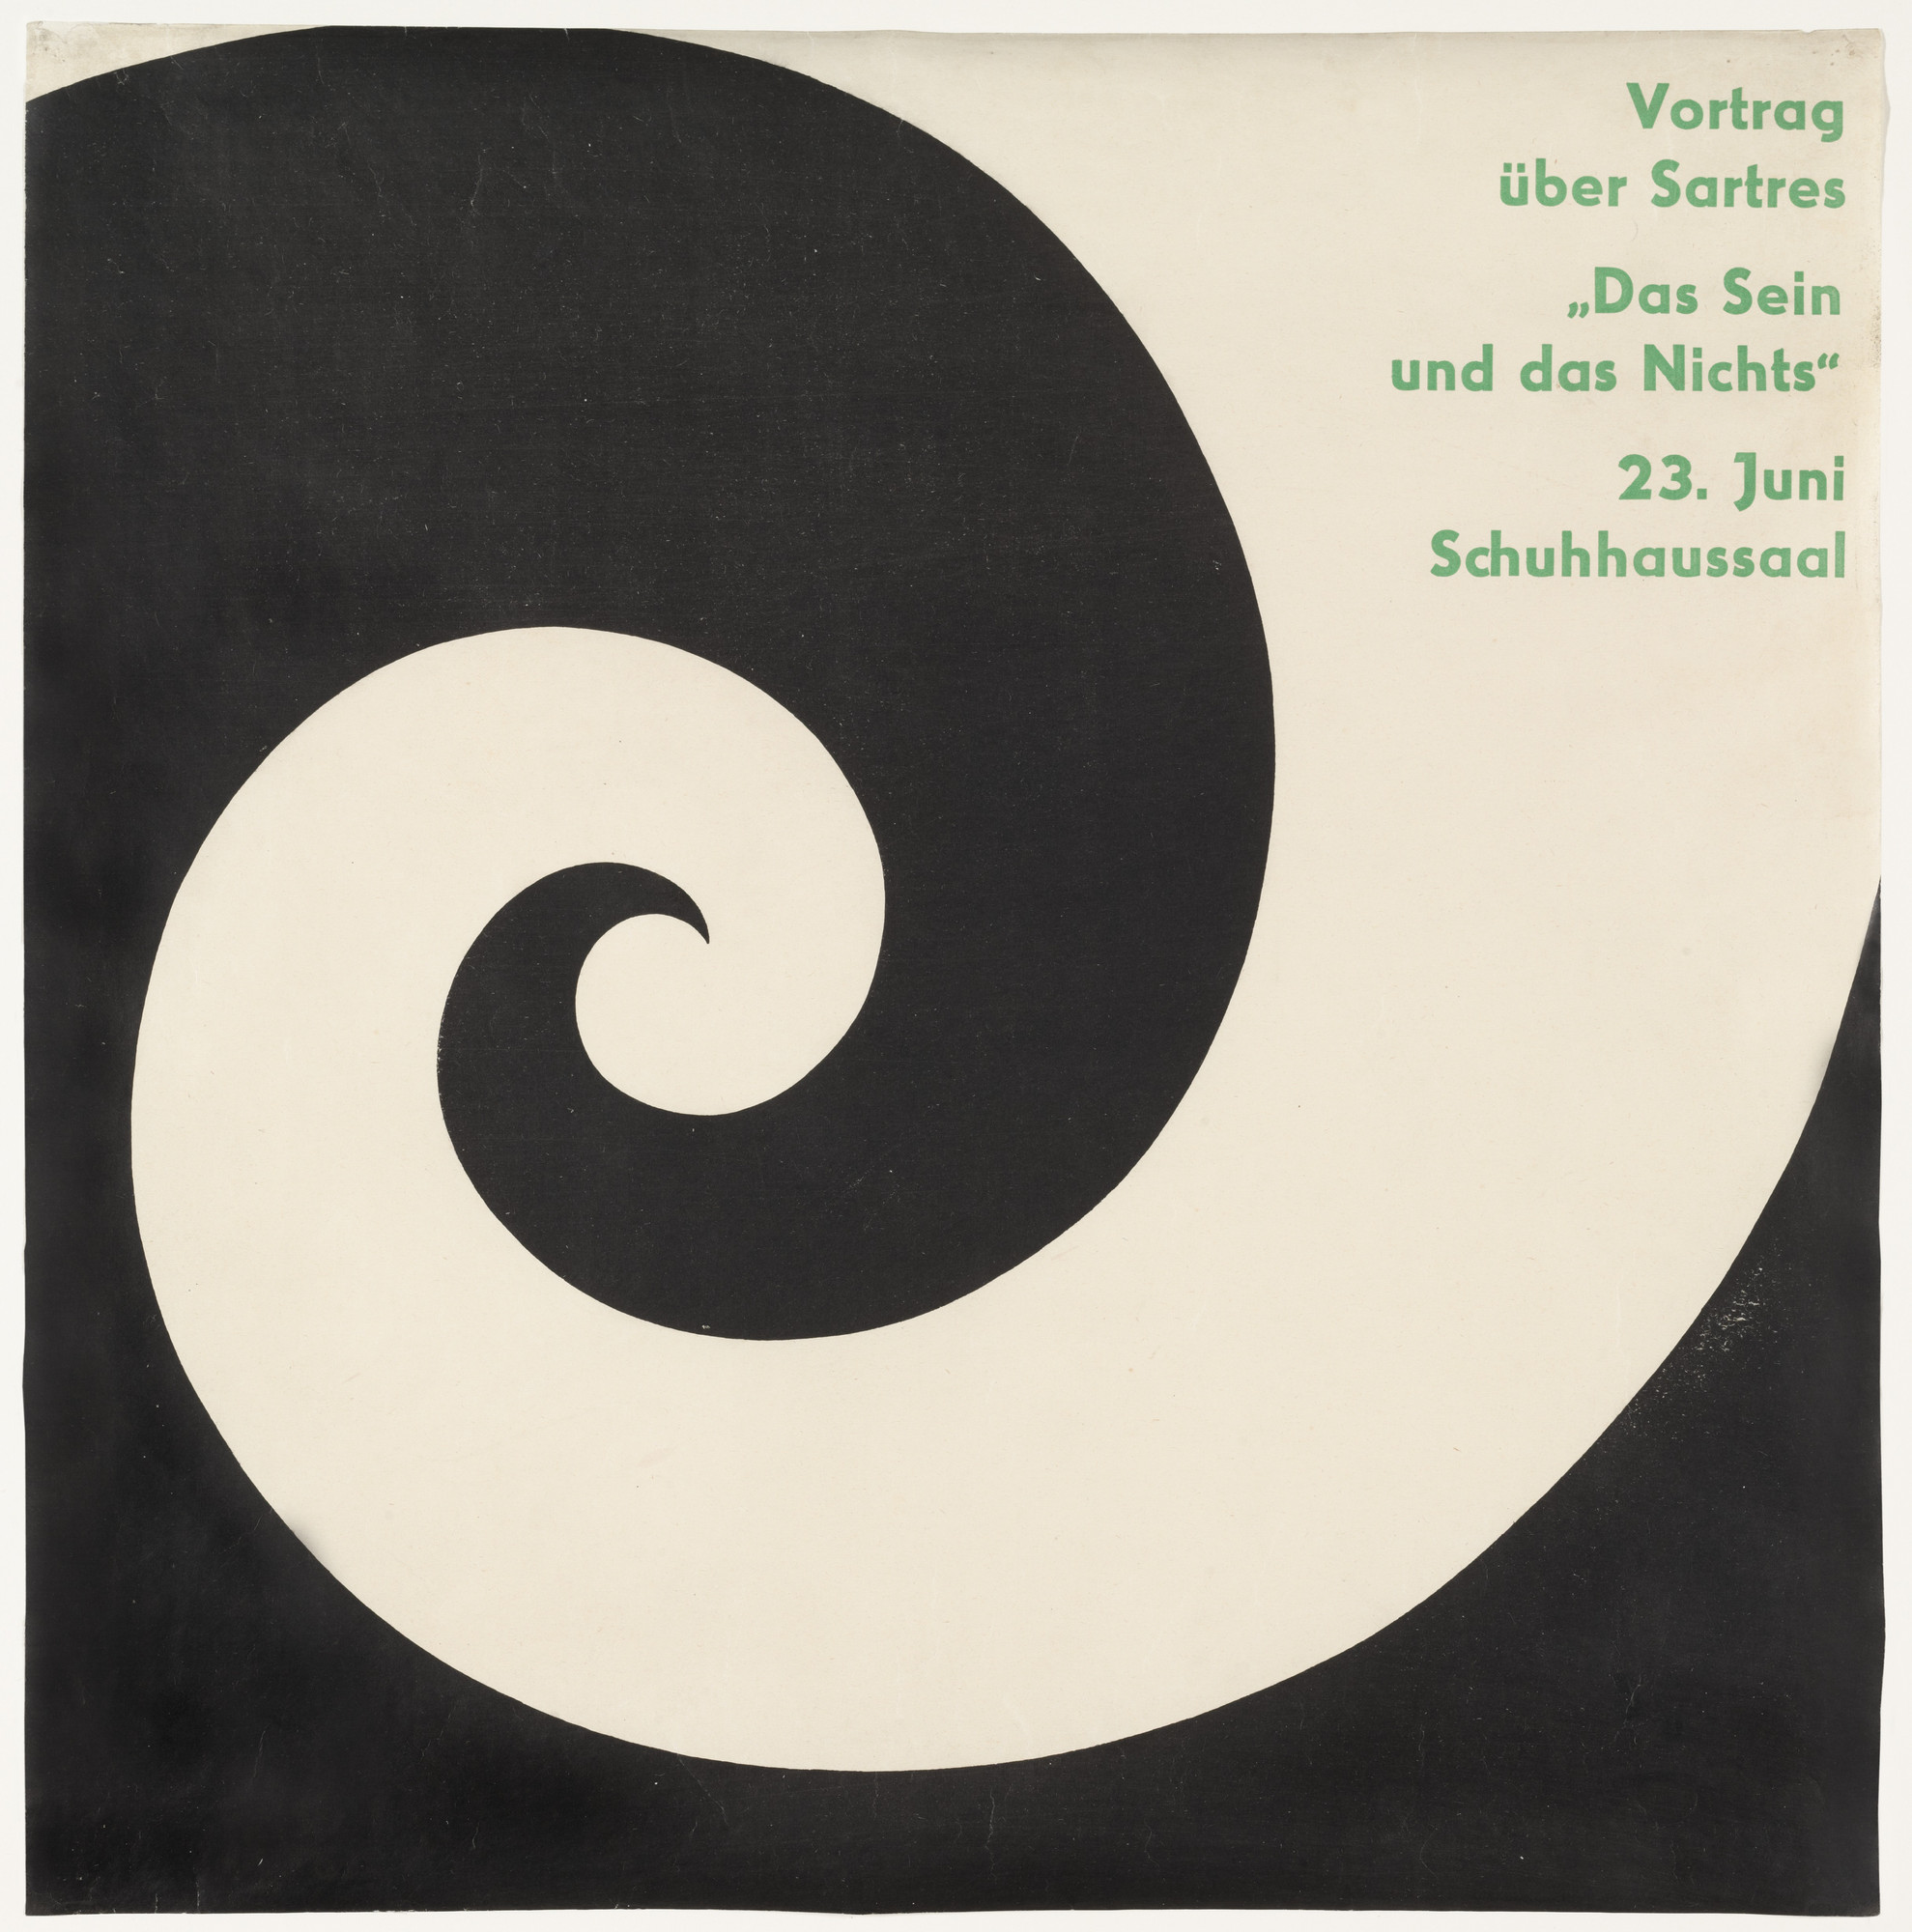 Vortrag
über Sartres
„Das Sein
und das Nichts“
23. Juni
Schuhhaussaal